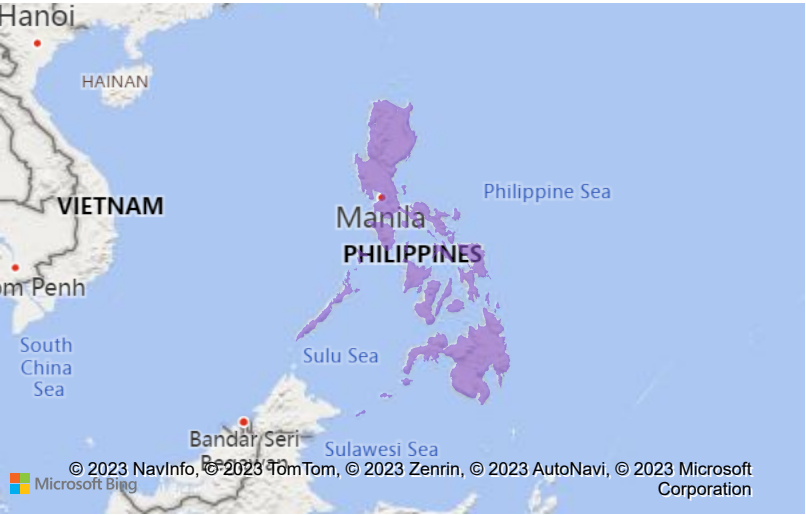 Hanoi
HAINAN
VIETNAM
Philippine Sea
Manila
PHILIPPINES
om Penh
South
China
Sea
Sulu Sea
Bandar Seri
Begawan
Sulawesi Sea
© 2023 NavInfo, © 2023 TomTom, © 2023 Zenrin, © 2023 AutoNavi, © 2023 Microsoft
Corporation
Microsoft Bing